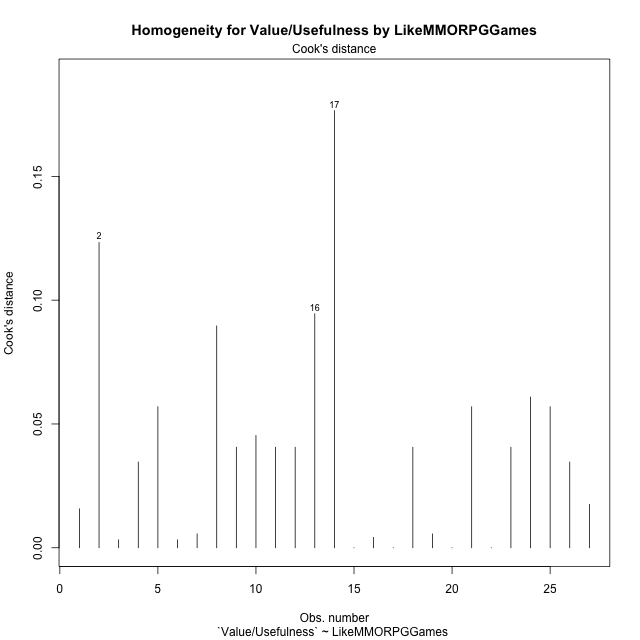 Homogeneity for Value/Usefulness by LikeMMORPGGames
Cook's distance
17
2
16
0.15
0.10
0.05
0.00
Cook's distance
0 5 10 15 20 25
Obs. number
`Value/Usefulness` ~ LikeMMORPGGames